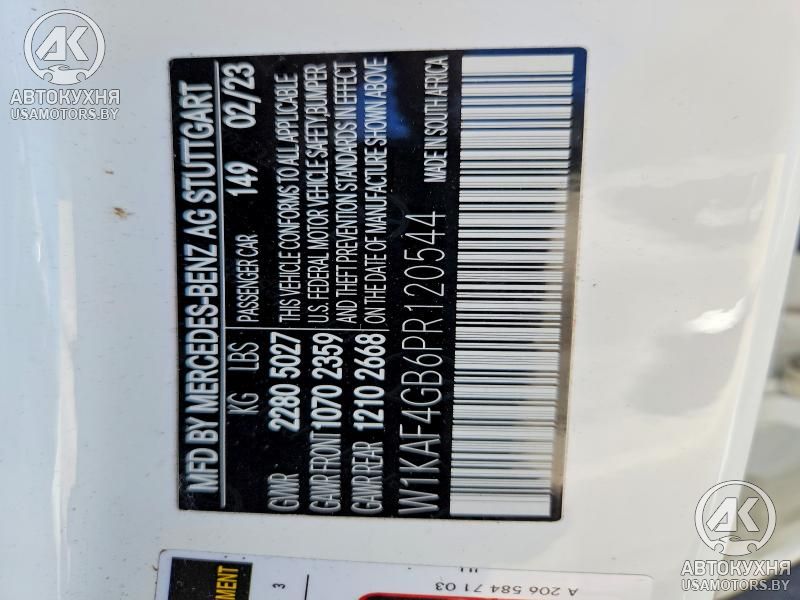 AK
АВТОКУХНЯ
USAMOTORS.BY
MFD BY MERCEDES-BENZ AG STUTTGART
KG LBS PASSENGER CAR 149 02/23
GVWR 2280 5027 THIS VEHICLE CONFORMS TO ALL APPLICABLE
GAWR FRONT 1070 2359 U.S. FEDERAL MOTOR VEHICLE SAFETY, BUMPER
AND THEFT PREVENTION STANDARDS IN EFFECT
GAWR REAR 1210 2668 ON THE DATE OF MANUFACTURE SHOWN ABOVE
W1KAF4GB6PR120544 MADE IN SOUTH AFRICA
3
A 206 584 71 03
AK
АВТОКУХНЯ
USAMOTORS.BY